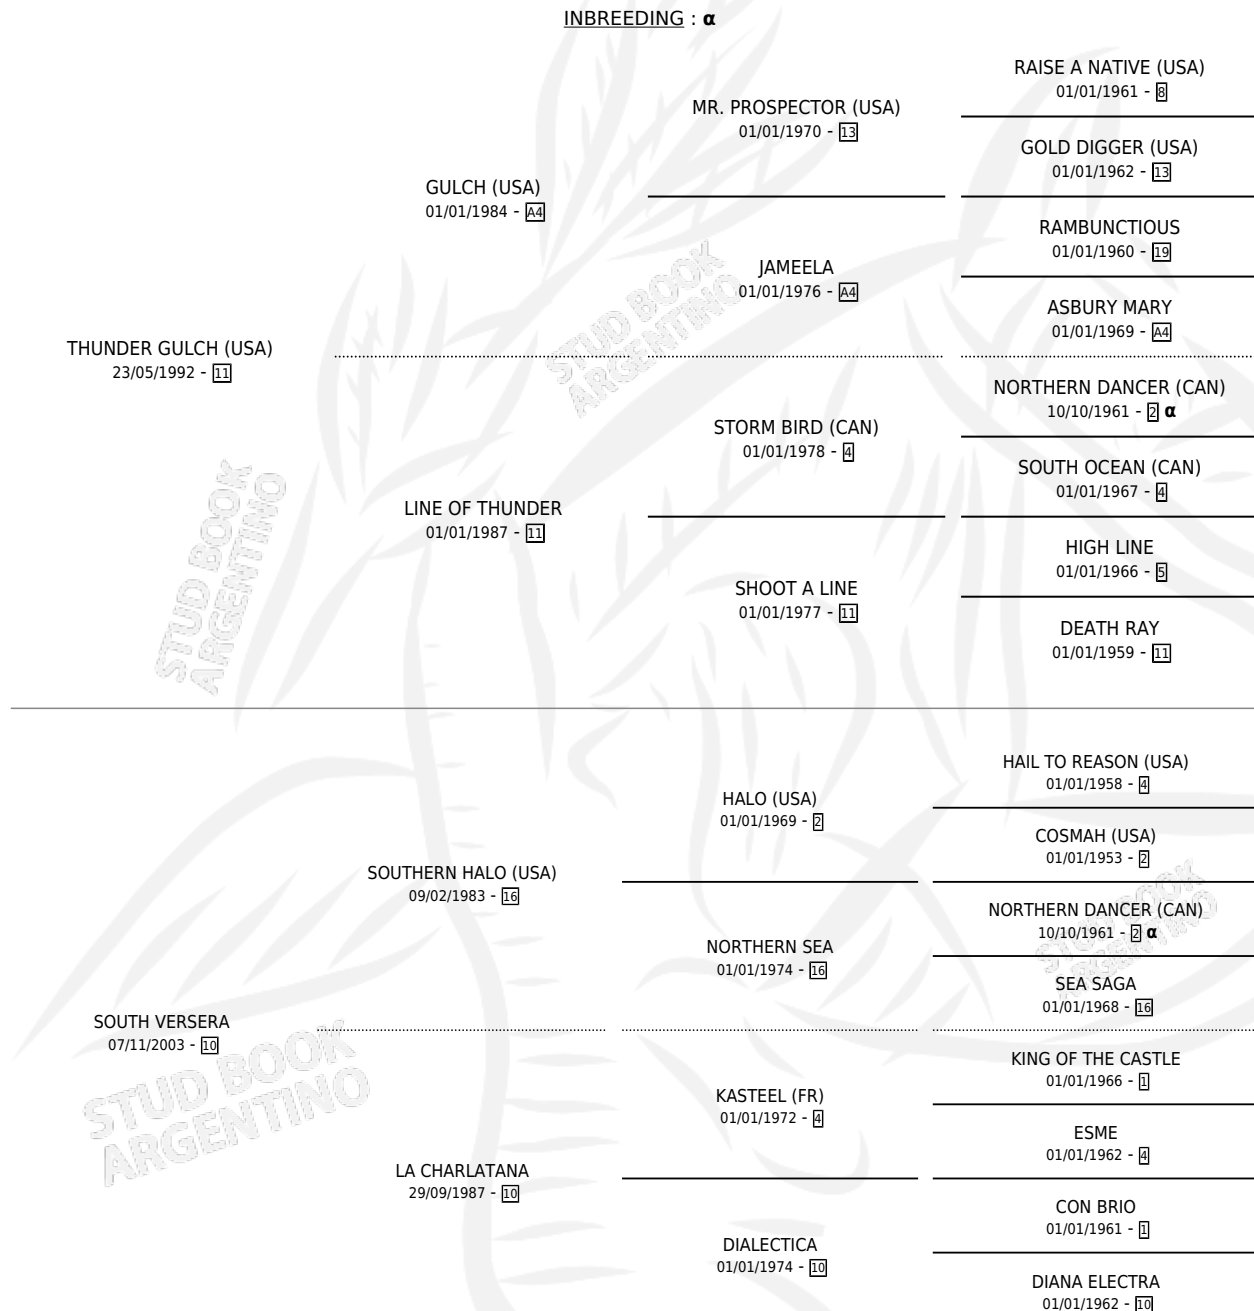 INBREEDING : α
RAISE A NATIVE (USA)
01/01/1961 - 8
MR. PROSPECTOR (USA)
01/01/1970 - 13
GOLD DIGGER (USA)
01/01/1962 - 13
GULCH (USA)
01/01/1984 - A4
RAMBUNCTIOUS
01/01/1960 - 19
JAMEELA
01/01/1976 - A4
ASBURY MARY
01/01/1969 - A4
THUNDER GULCH (USA)
23/05/1992 - 11
NORTHERN DANCER (CAN)
10/10/1961 - 2 α
STORM BIRD (CAN)
01/01/1978 - 4
SOUTH OCEAN (CAN)
01/01/1967 - 4
LINE OF THUNDER
01/01/1987 - 11
HIGH LINE
01/01/1966 - 5
SHOOT A LINE
01/01/1977 - 11
DEATH RAY
01/01/1959 - 11
HAIL TO REASON (USA)
01/01/1958 - 4
HALO (USA)
01/01/1969 - 2
COSMAH (USA)
01/01/1953 - 2
SOUTHERN HALO (USA)
09/02/1983 - 16
NORTHERN DANCER (CAN)
10/10/1961 - 2 α
NORTHERN SEA
01/01/1974 - 16
SEA SAGA
01/01/1968 - 16
SOUTH VERSERA
07/11/2003 - 10
KING OF THE CASTLE
01/01/1966 - 1
KASTEEL (FR)
01/01/1972 - 4
ESME
01/01/1962 - 4
LA CHARLATANA
29/09/1987 - 10
CON BRIO
01/01/1961 - 1
DIALECTICA
01/01/1974 - 10
DIANA ELECTRA
01/01/1962 - 10
STUD BOOK
ARGENTINO
STUD BOOK
ARGENTINO
STUD BOOK
ARGENTINO
STUD BOOK
ARGENTINO